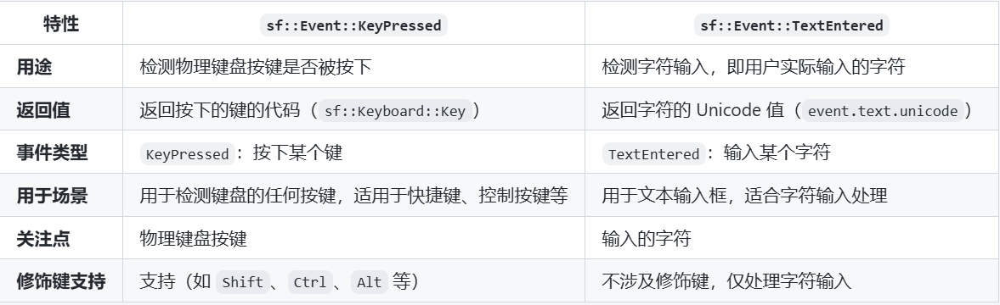 特性 sf::Event::KeyPressed sf::Event::TextEntered
用途 检测物理键盘按键是否被按下 检测字符输入，即用户实际输入的字符
返回值 返回按下的键的代码（sf::Keyboard::Key） 返回字符的 Unicode 值（event.text.unicode）
事件类型 KeyPressed：按下某个键 TextEntered：输入某个字符
用于场景 用于检测键盘的任何按键，适用于快捷键、控制按键等 用于文本输入框，适合字符输入处理
关注点 物理键盘按键 输入的字符
修饰键支持 支持（如 Shift、Ctrl、Alt 等） 不涉及修饰键，仅处理字符输入